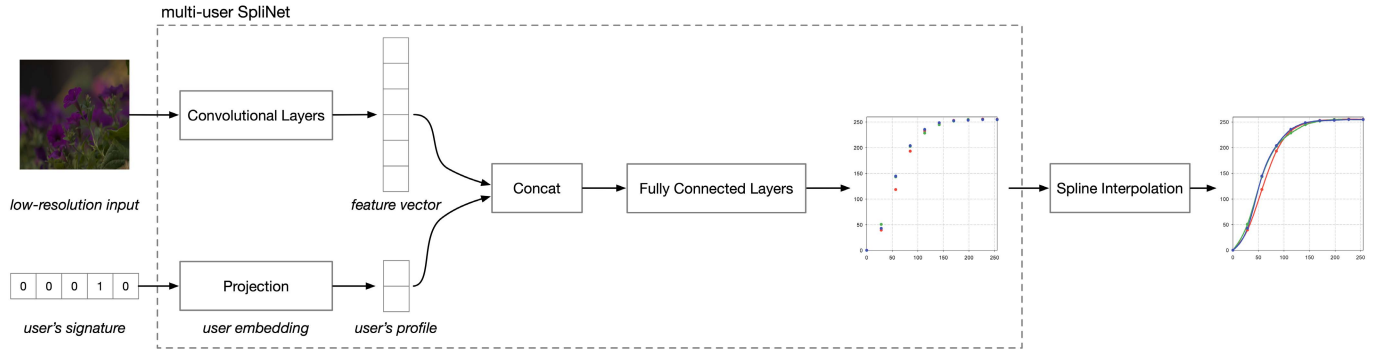 multi-user SpliNet
Convolutional Layers
low-resolution input
feature vector
Concat
Fully Connected Layers
Spline Interpolation
0 0 0 1 0
Projection
user's signature
user embedding
user's profile
250
200
150
100
50
0
0 50 100 150 200 250
250
200
150
100
50
0
0 50 100 150 200 250